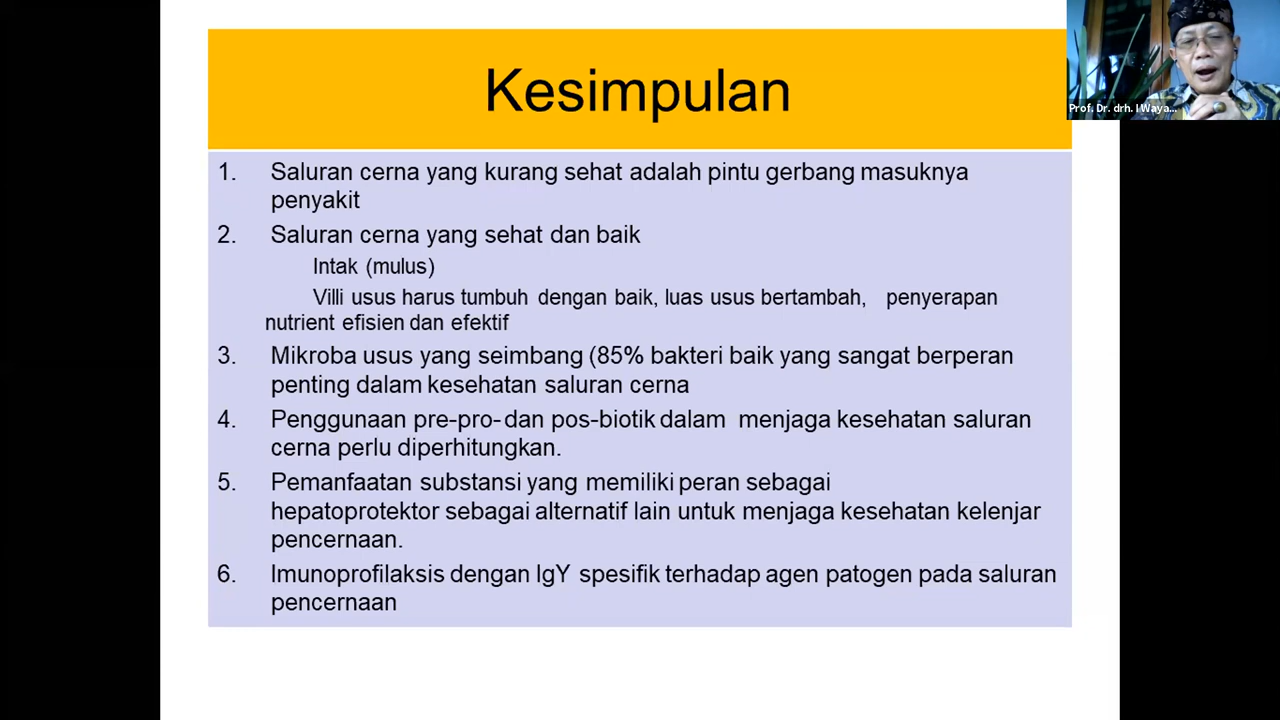 Kesimpulan
Prof. Dr. drh. I Waya...
1. Saluran cerna yang kurang sehat adalah pintu gerbang masuknya
penyakit
2. Saluran cerna yang sehat dan baik
Intak (mulus)
Villi usus harus tumbuh dengan baik, luas usus bertambah, penyerapan
nutrient efisien dan efektif
3. Mikroba usus yang seimbang (85% bakteri baik yang sangat berperan
penting dalam kesehatan saluran cerna
4. Penggunaan pre-pro-dan pos-biotik dalam menjaga kesehatan saluran
cerna perlu diperhitungkan.
5. Pemanfaatan substansi yang memiliki peran sebagai
hepatoprotektor sebagai alternatif lain untuk menjaga kesehatan kelenjar
pencernaan.
6. Imunoprofilaksis dengan IgY spesifik terhadap agen patogen pada saluran
pencernaan